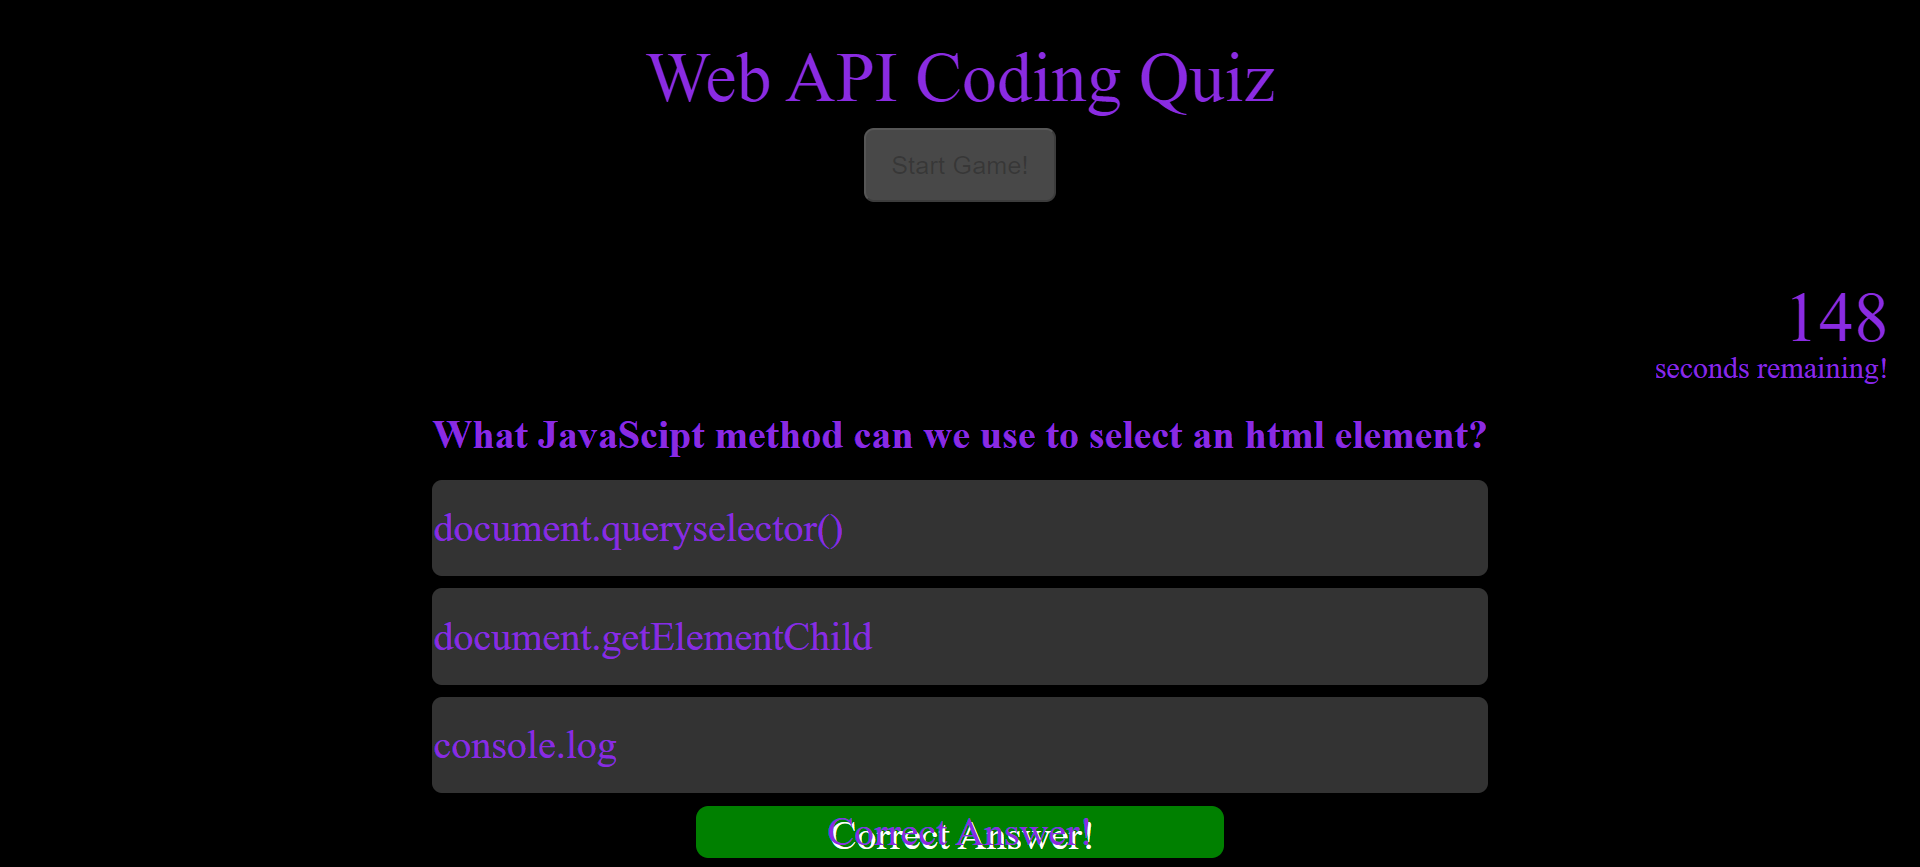 Web API Coding Quiz
Start Game!
148
seconds remaining!
What JavaScipt method can we use to select an html element?
document.queryselector()
document.getElementChild
console.log
Correct Answer!